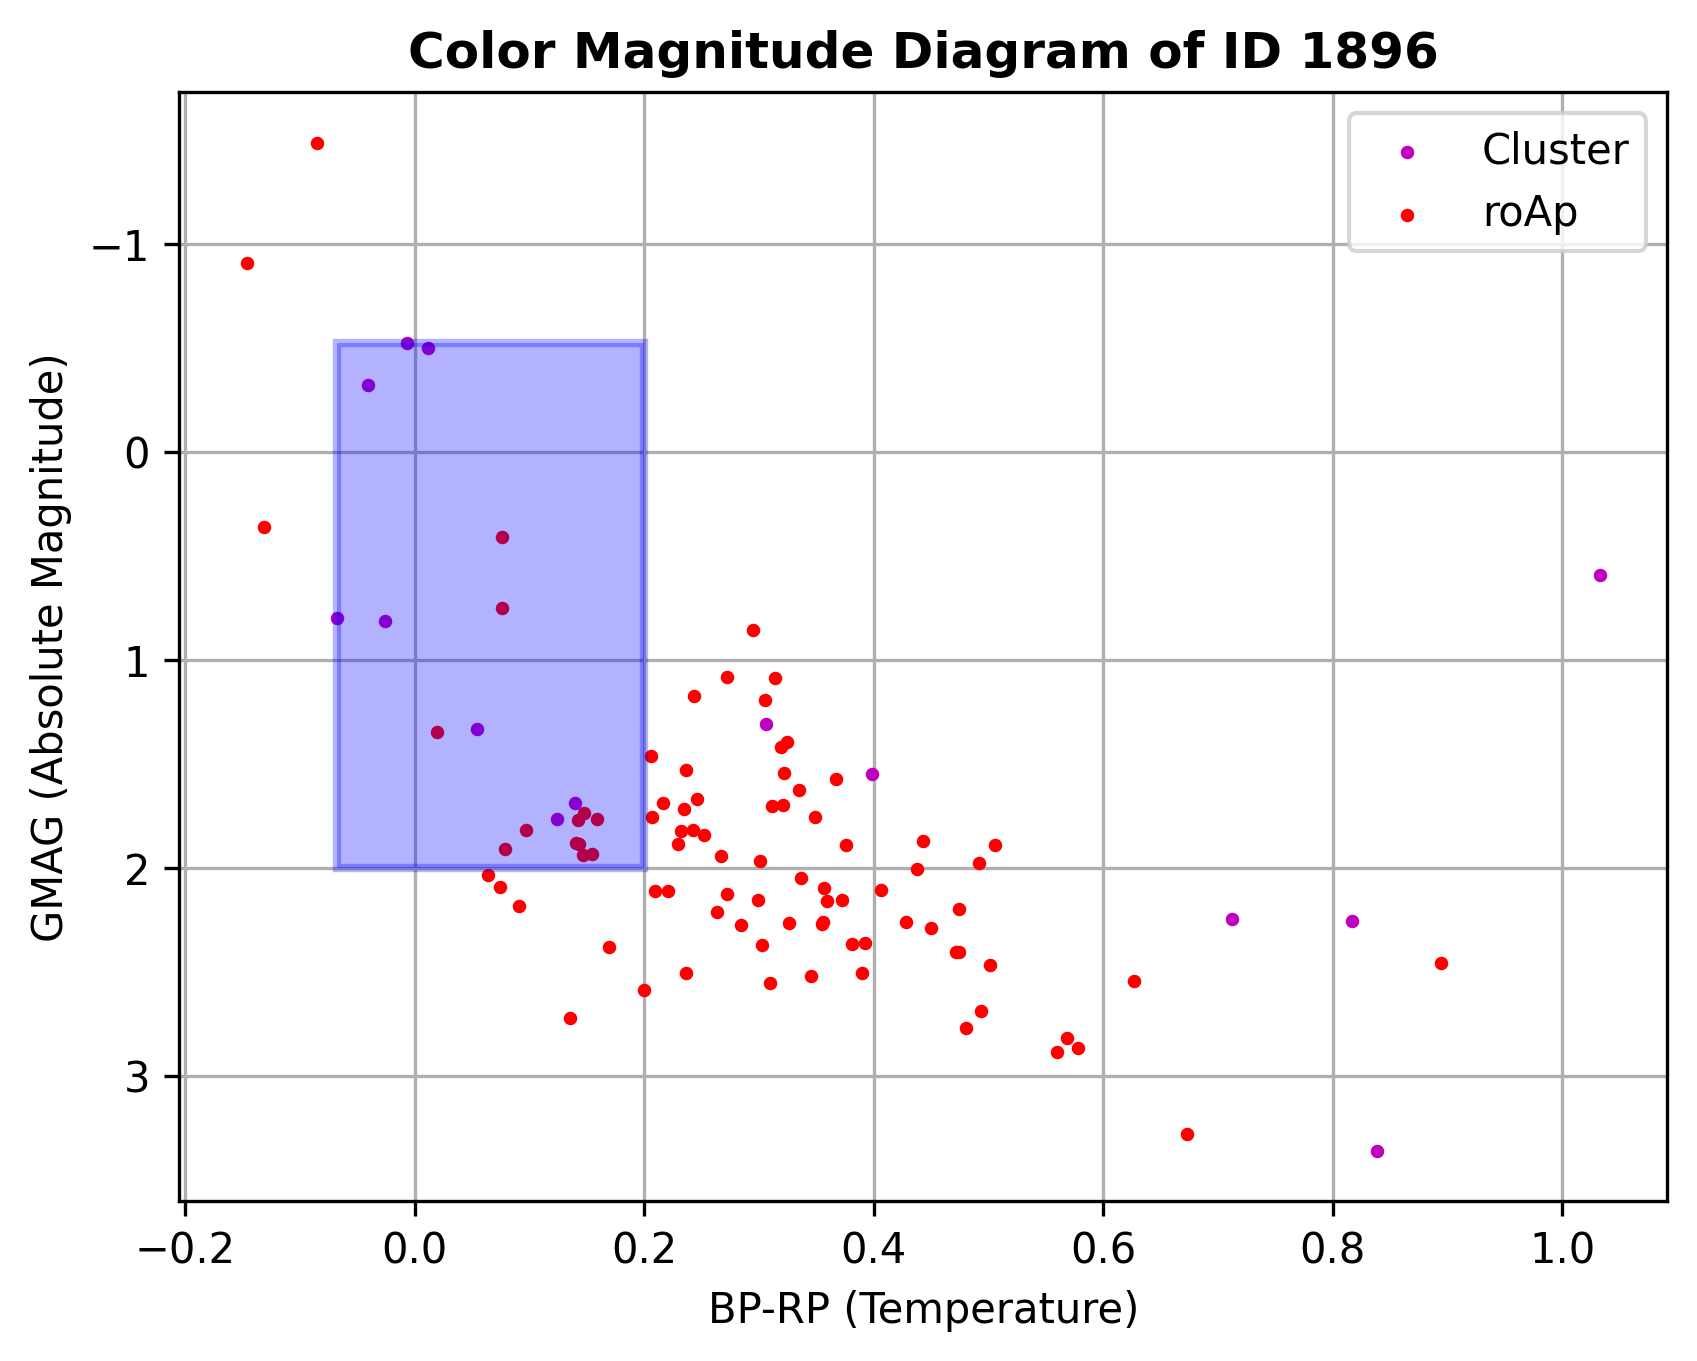 Color Magnitude Diagram of ID 1896
Cluster
roAp
−1
0
1
2
3
GMAG (Absolute Magnitude)
−0.2 0.0 0.2 0.4 0.6 0.8 1.0
BP-RP (Temperature)